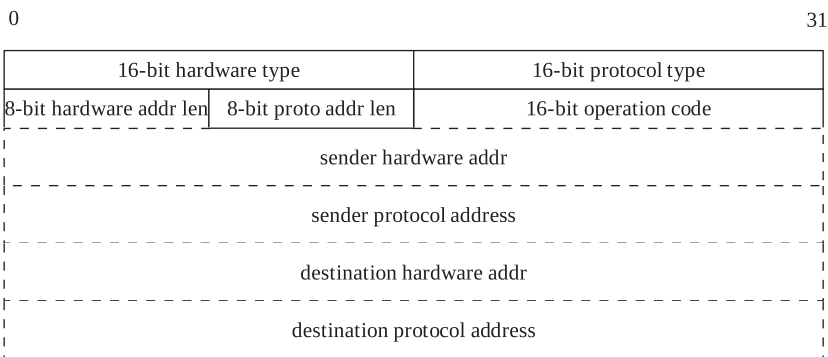 0 31
16-bit hardware type 16-bit protocol type
8-bit hardware addr len 8-bit proto addr len 16-bit operation code
sender hardware addr
sender protocol address
destination hardware addr
destination protocol address